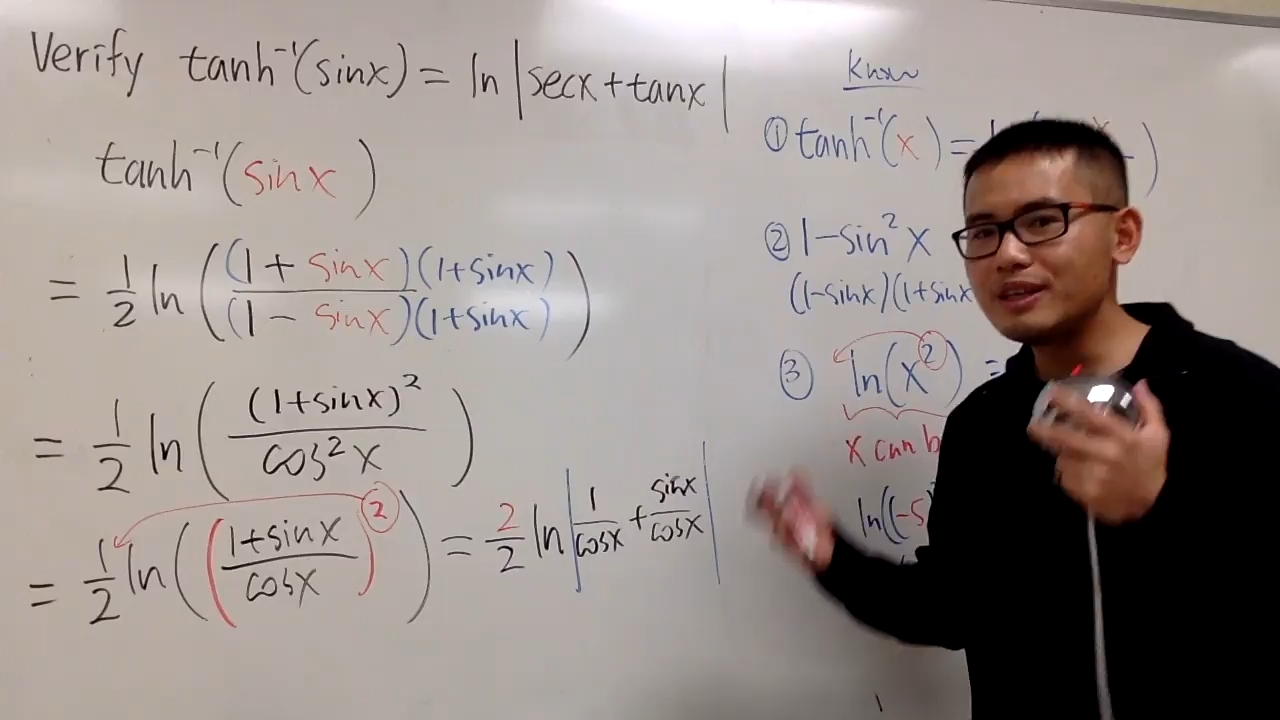 Verify tanh⁻¹(sinx) = ln|secx + tanx|
tanh⁻¹(sinx)
= 1/2 ln((1 + sinx)(1+sinx) / (1 - sinx)(1+sinx))
= 1/2 ln((1+sinx)² / cos²x)
= 1/2 ln((1+sinx / cosx)²) = 2/2 ln|1/cosx + sinx/cosx|
Know
① tanh⁻¹(x) =
② 1-sin²x
(1-sinx)(1+sinx
③ ln(x²) =
x can
ln((-5)